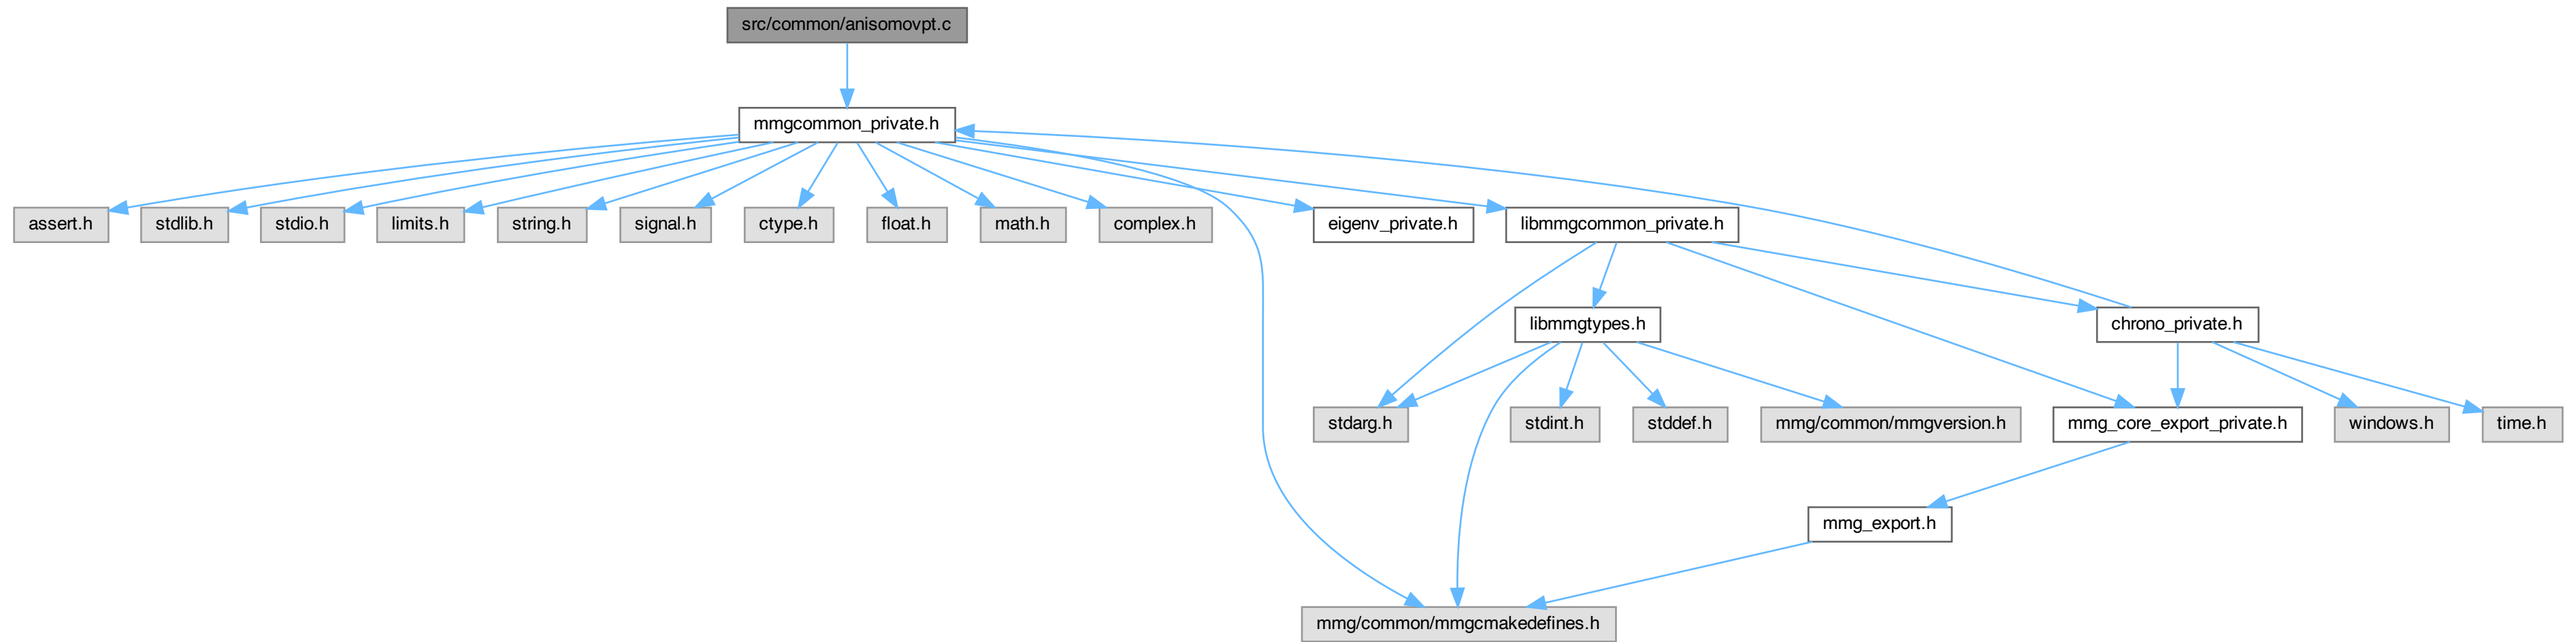 src/common/anisomovpt.c
mmgcommon_private.h
assert.h
stdlib.h
stdio.h
limits.h
string.h
signal.h
ctype.h
float.h
math.h
complex.h
eigenv_private.h
libmmgcommon_private.h
libmmgtypes.h
chrono_private.h
stdarg.h
stdint.h
stddef.h
mmg/common/mmgversion.h
mmg_core_export_private.h
windows.h
time.h
mmg_export.h
mmg/common/mmgcmakedefines.h